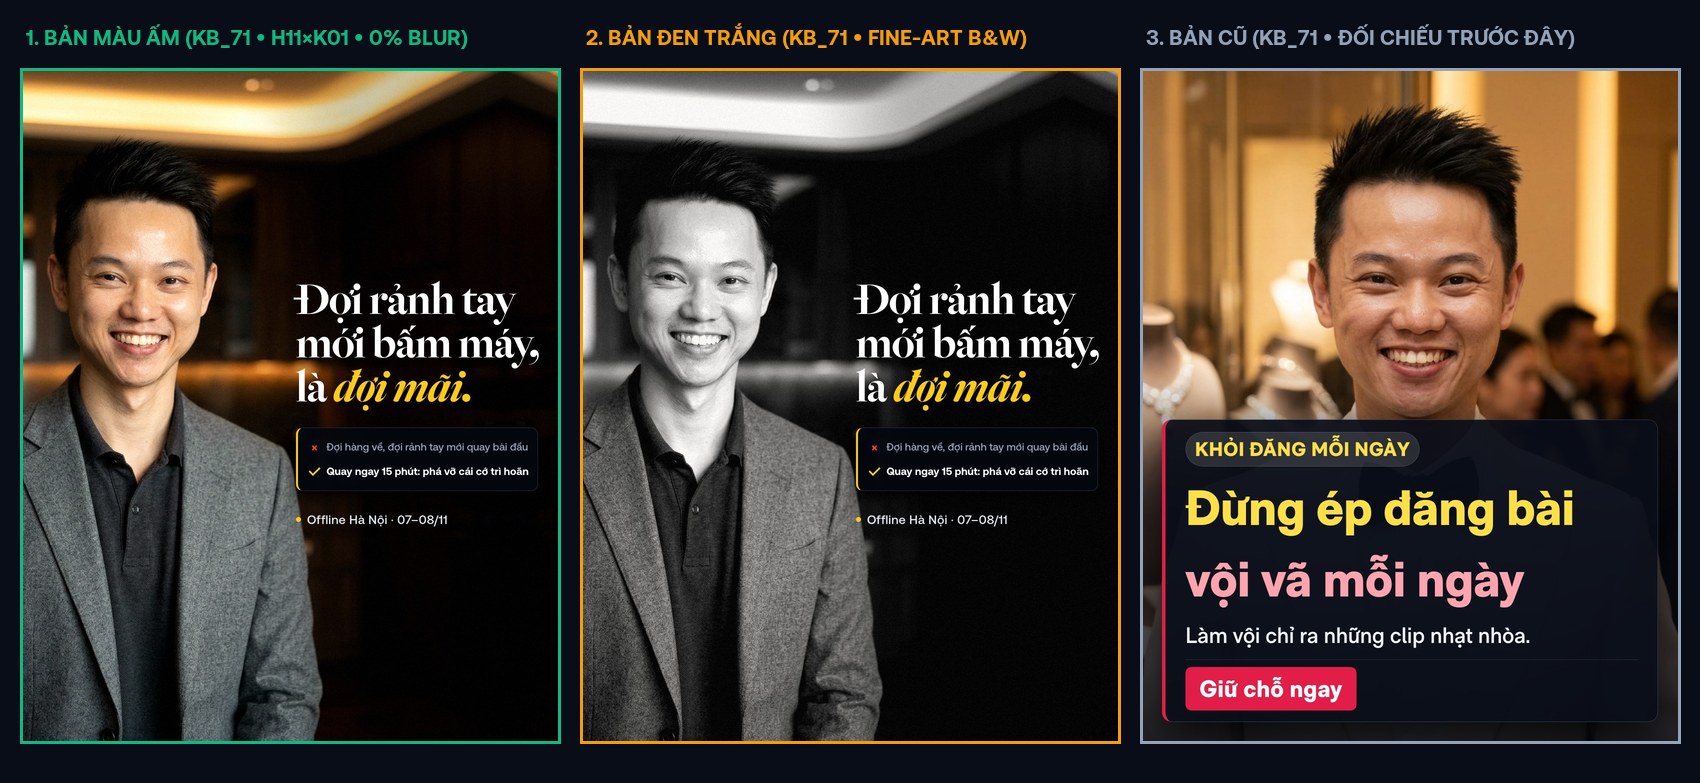 1. BẢN MÀU ẤM (KB_71 • H11×K01 • 0% BLUR)
Đợi rảnh tay
mới bấm máy,
là đợi mãi.
× Đợi hàng về, đợi rảnh tay mới quay bài đầu
✓ Quay ngay 15 phút: phá vỡ cái cớ trì hoãn
• Offline Hà Nội · 07–08/11
2. BẢN ĐEN TRẮNG (KB_71 • FINE-ART B&W)
Đợi rảnh tay
mới bấm máy,
là đợi mãi.
× Đợi hàng về, đợi rảnh tay mới quay bài đầu
✓ Quay ngay 15 phút: phá vỡ cái cớ trì hoãn
• Offline Hà Nội · 07–08/11
3. BẢN CŨ (KB_71 • ĐỐI CHIẾU TRƯỚC ĐÂY)
KHỎI ĐĂNG MỖI NGÀY
Đừng ép đăng bài
vội vã mỗi ngày
Làm vội chỉ ra những clip nhạt nhòa.
Giữ chỗ ngay